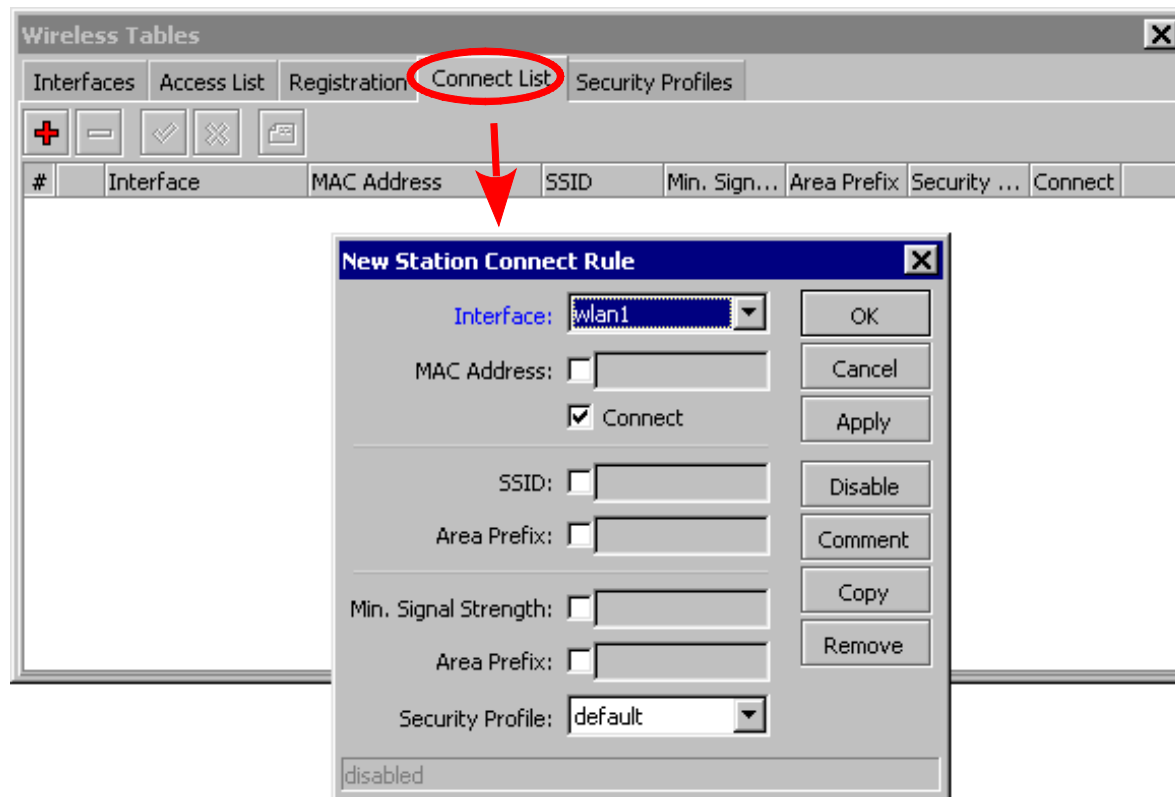 Wireless Tables
Interfaces Access List Registration Connect List Security Profiles
# Interface MAC Address SSID Min. Sign... Area Prefix Security ... Connect
New Station Connect Rule
Interface: wlan1 OK
MAC Address: Cancel
Connect Apply
SSID: Disable
Area Prefix: Comment
Min. Signal Strength: Copy
Area Prefix: Remove
Security Profile: default
disabled